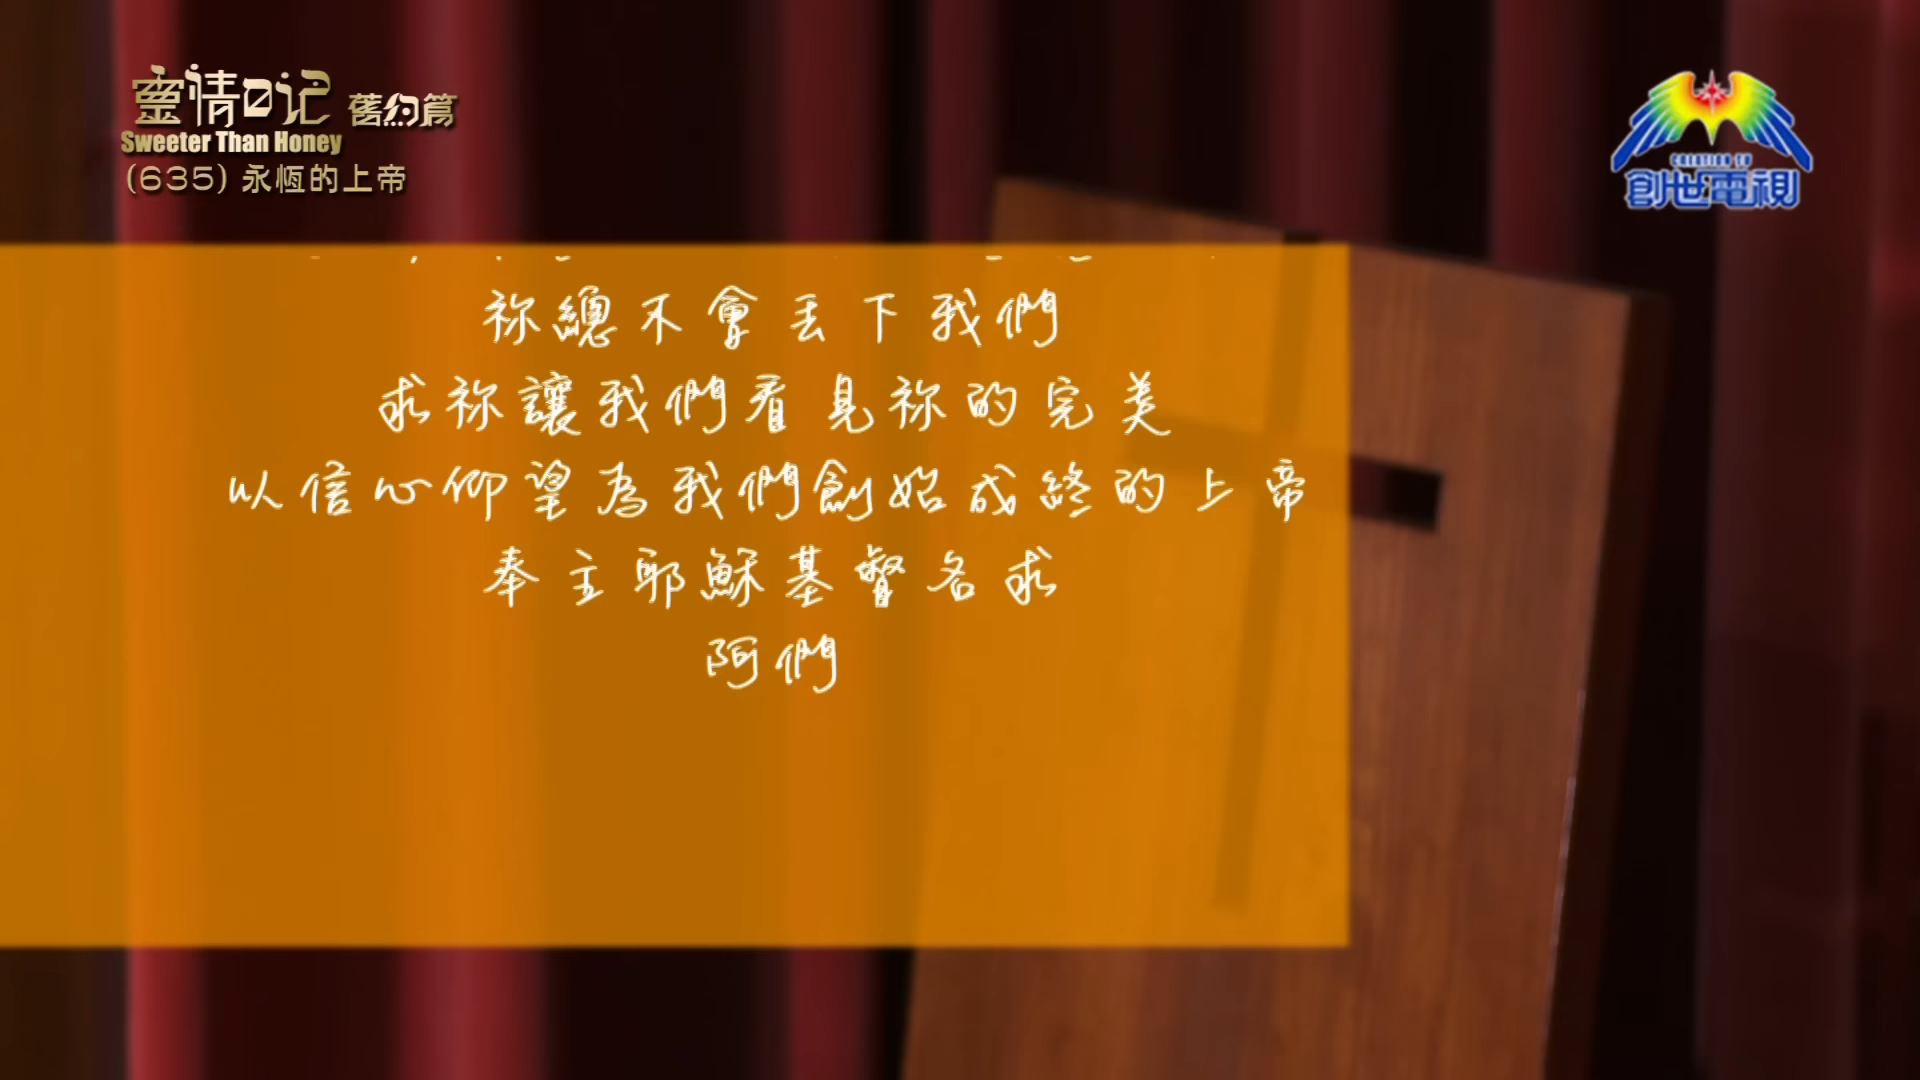 靈情日记 舊約篇
Sweeter Than Honey
(635) 永恆的上帝
CREATION TV
創世電視
祢總不會丟下我們
求祢讓我們看見祢的完美
以信心仰望為我們創始成終的上帝
奉主耶穌基督名求
阿們